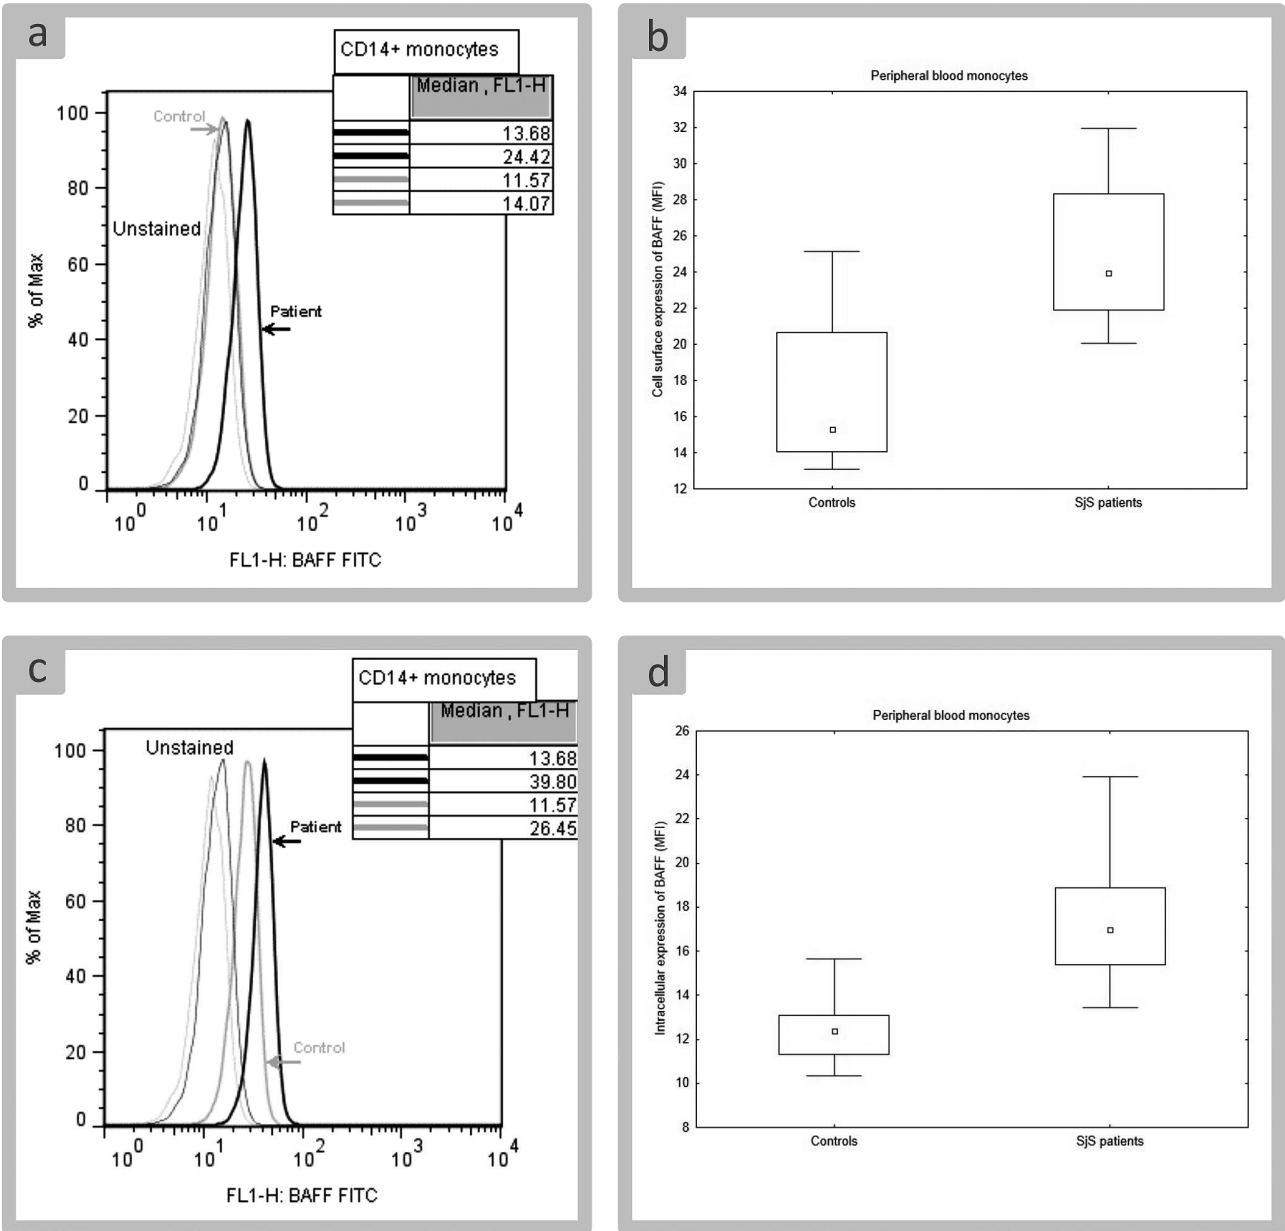 a
CD14+ monocytes
Median , FL1-H
13.68
24.42
11.57
14.07
Control
Unstained
Patient
100
80
60
40
20
0
% of Max
10^0 10^1 10^2 10^3 10^4
FL1-H: BAFF FITC
b
Peripheral blood monocytes
34
32
30
28
26
24
22
20
18
16
14
12
Cell surface expression of BAFF (MFI)
Controls SjS patients
c
CD14+ monocytes
Median , FL1-H
13.68
39.80
11.57
26.45
Unstained
Patient
Control
100
80
60
40
20
0
% of Max
10^0 10^1 10^2 10^3 10^4
FL1-H: BAFF FITC
d
Peripheral blood monocytes
26
24
22
20
18
16
14
12
10
8
Intracellular expression of BAFF (MFI)
Controls SjS patients